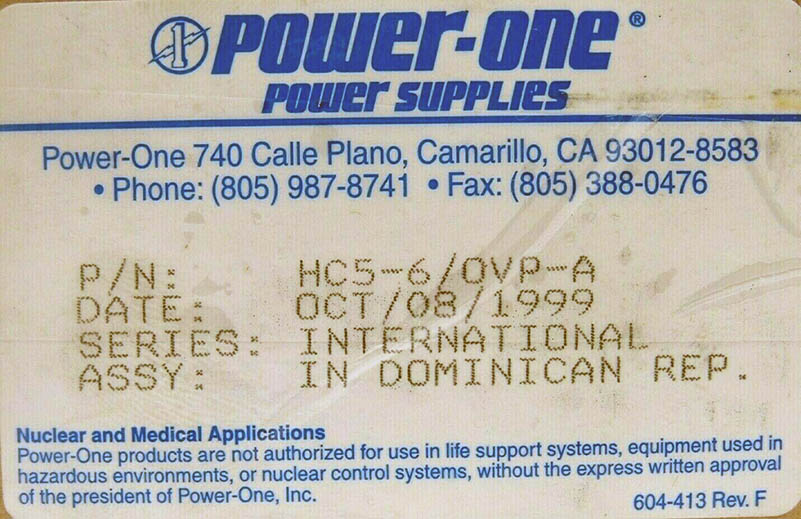 POWER-ONE®
POWER SUPPLIES
Power-One 740 Calle Plano, Camarillo, CA 93012-8583
• Phone: (805) 987-8741 • Fax: (805) 388-0476
P/N: HC5-6/OVP-A
DATE: OCT/08/1999
SERIES: INTERNATIONAL
ASSY: IN DOMINICAN REP.
Nuclear and Medical Applications
Power-One products are not authorized for use in life support systems, equipment used in
hazardous environments, or nuclear control systems, without the express written approval
of the president of Power-One, Inc.
604-413 Rev. F